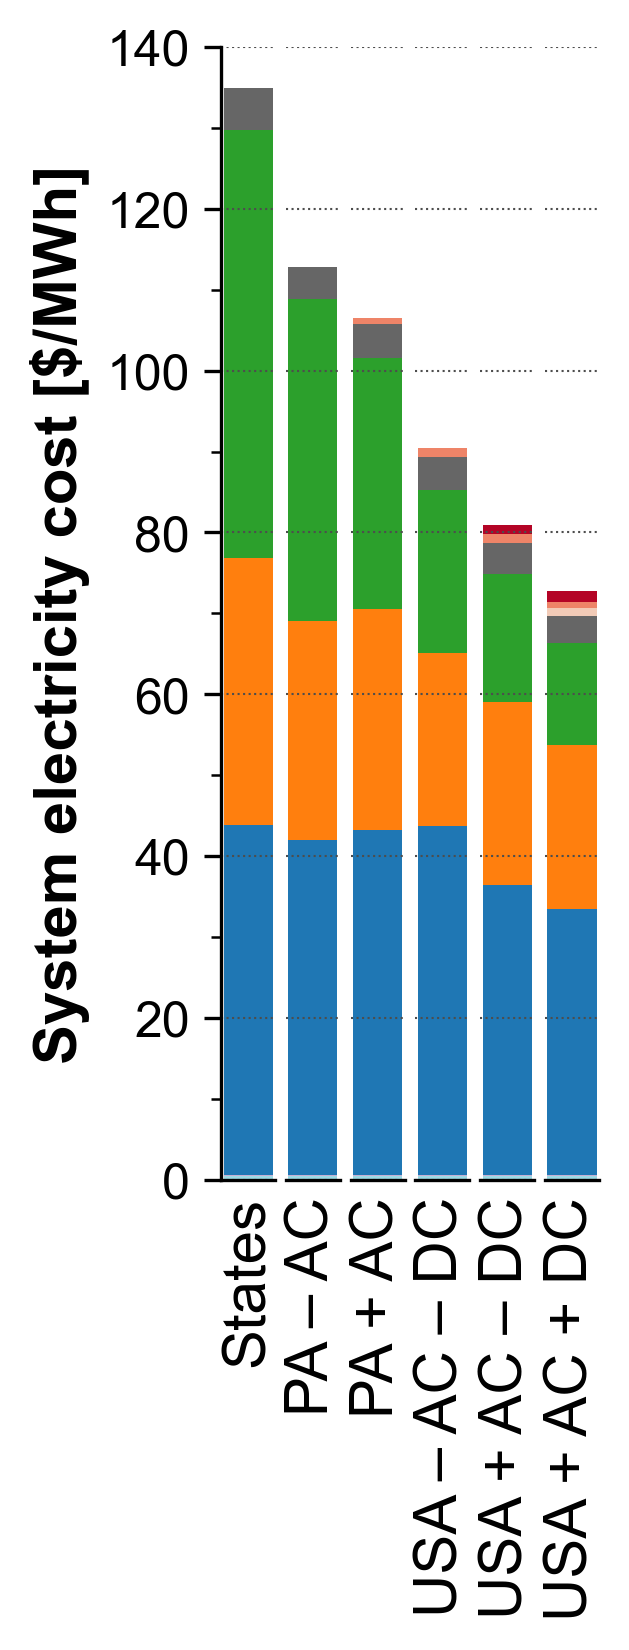 System electricity cost [$/MWh]
140
120
100
80
60
40
20
0
States
PA – AC
PA + AC
USA – AC – DC
USA + AC – DC
USA + AC + DC